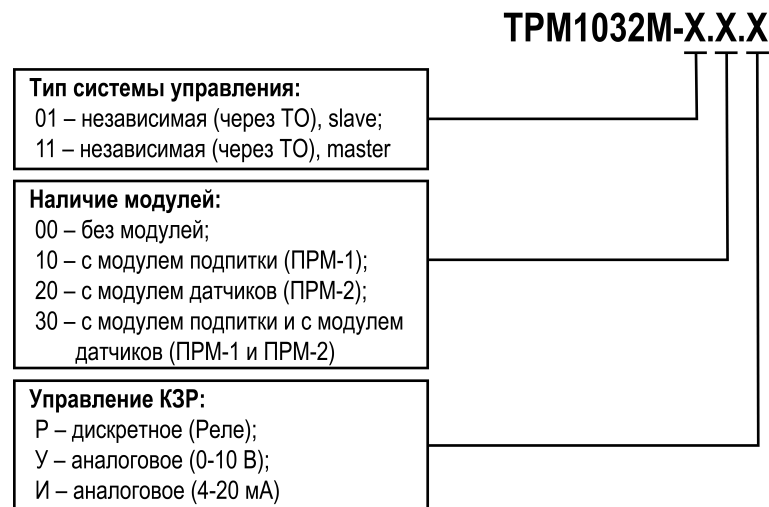 ТРМ1032М-Х.Х.Х
Тип системы управления:
01 – независимая (через ТО), slave;
11 – независимая (через ТО), master
Наличие модулей:
00 – без модулей;
10 – с модулем подпитки (ПРМ-1);
20 – с модулем датчиков (ПРМ-2);
30 – с модулем подпитки и с модулем
датчиков (ПРМ-1 и ПРМ-2)
Управление КЗР:
Р – дискретное (Реле);
У – аналоговое (0-10 В);
И – аналоговое (4-20 мА)